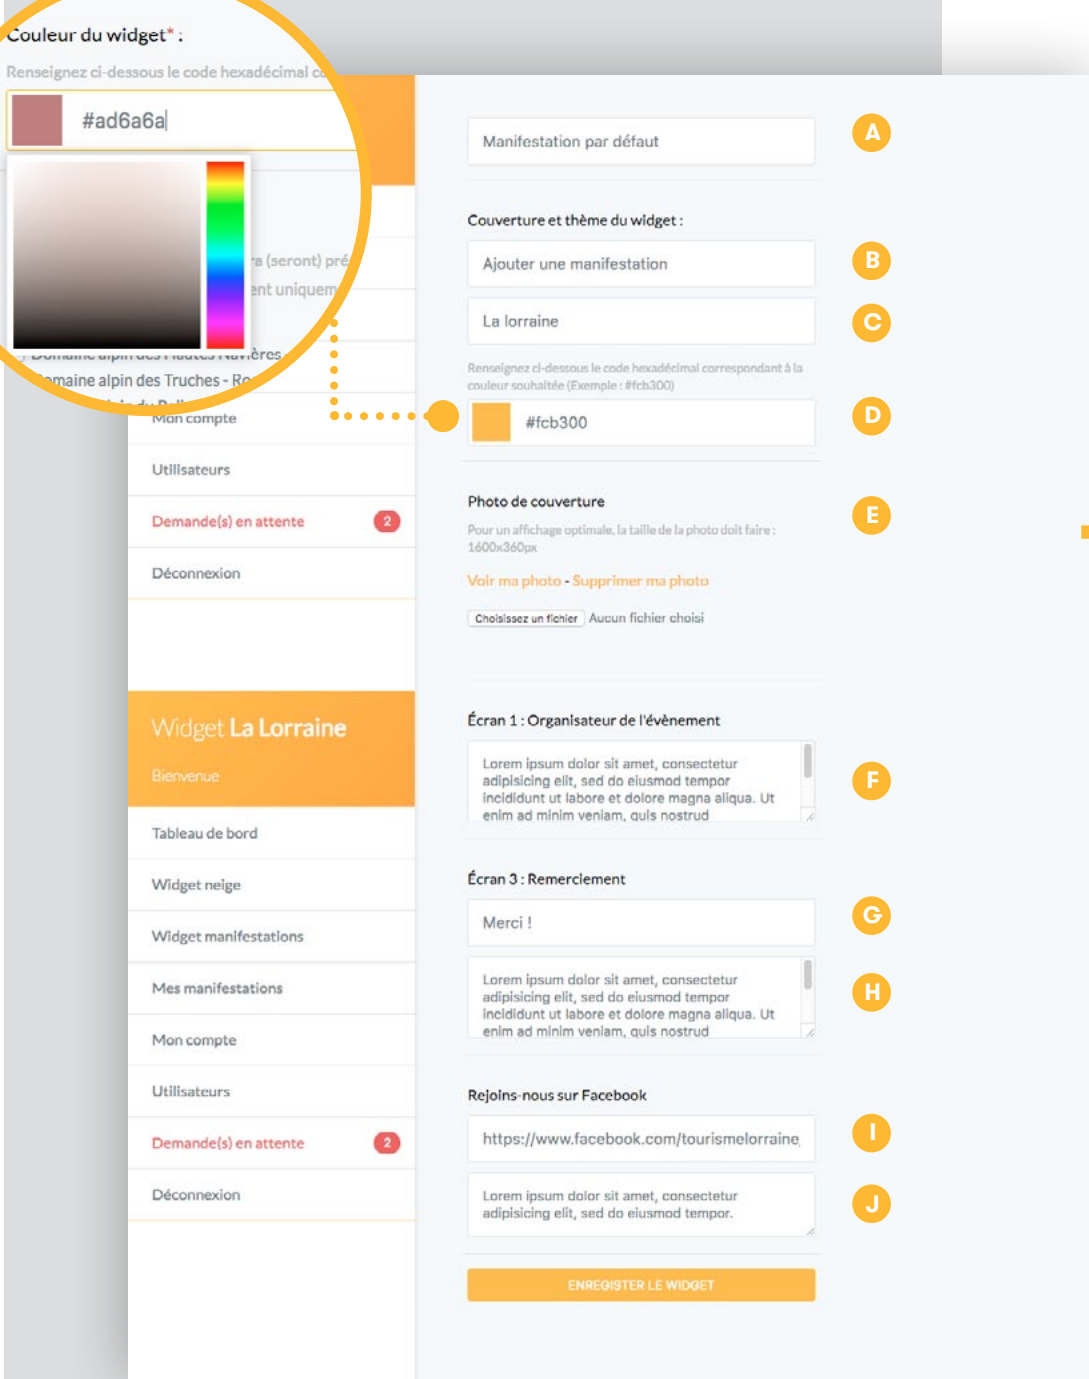 Couleur du widget* :
Renseignez ci-dessous le code hexadécimal
#ad6a6a
(seront)
uniquem
Domaine alpin des Hautes Navières -
Domaine alpin des Truches - Ro
Mon compte
Utilisateurs
Demande(s) en attente 2
Déconnexion
Widget La Lorraine
Bienvenue
Tableau de bord
Widget neige
Widget manifestations
Mes manifestations
Mon compte
Utilisateurs
Demande(s) en attente 2
Déconnexion
Manifestation par défaut
A
Couverture et thème du widget :
Ajouter une manifestation
B
La lorraine
C
Renseignez ci-dessous le code hexadécimal correspondant à la
couleur souhaitée (Exemple : #fcb300)
#fcb300
D
Photo de couverture
E
Pour un affichage optimale, la taille de la photo doit faire :
1600x360px
Voir ma photo - Supprimer ma photo
Choisissez un fichier Aucun fichier choisi
Écran 1 : Organisateur de l'évènement
Lorem ipsum dolor sit amet, consectetur
adipisicing elit, sed do eiusmod tempor
incididunt ut labore et dolore magna aliqua. Ut
enim ad minim veniam, quis nostrud
F
Écran 3 : Remerciement
Merci !
G
Lorem ipsum dolor sit amet, consectetur
adipisicing elit, sed do eiusmod tempor
incididunt ut labore et dolore magna aliqua. Ut
enim ad minim veniam, quis nostrud
H
Rejoins-nous sur Facebook
https://www.facebook.com/tourismelorraine
I
Lorem ipsum dolor sit amet, consectetur
adipisicing elit, sed do eiusmod tempor.
J
ENREGISTER LE WIDGET